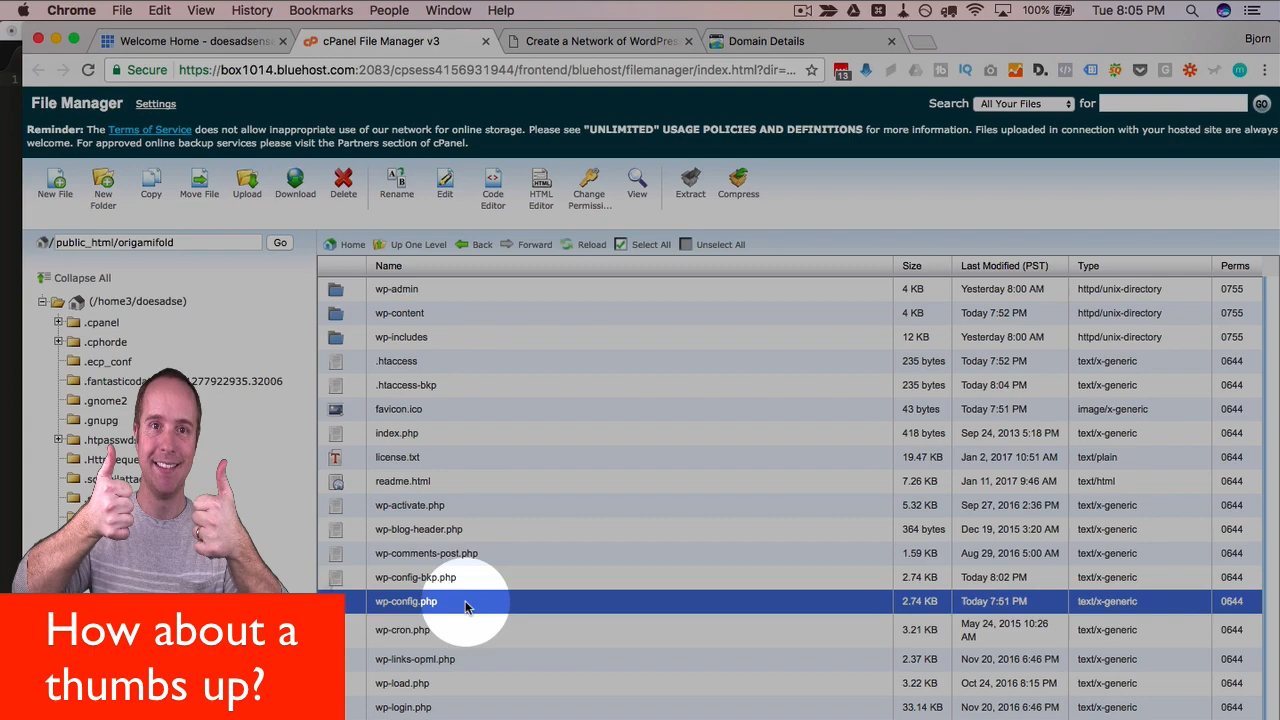 Chrome File Edit View History Bookmarks People Window Help 100% Tue 8:05 PM
Welcome Home - doesadsens cPanel File Manager v3 Create a Network of WordPres Domain Details Bjorn
Secure https://box1014.bluehost.com:2083/cpsess4156931944/frontend/bluehost/filemanager/index.html?dir=... 13
File Manager Settings Search All Your Files for GO
Reminder: The Terms of Service does not allow inappropriate use of our network for online storage. Please see "UNLIMITED" USAGE POLICIES AND DEFINITIONS for more information. Files uploaded in connection with your hosted site are always
welcome. For approved online backup services please visit the Partners section of cPanel.
New File New Folder Copy Move File Upload Download Delete Rename Edit Code Editor HTML Editor Change Permissi... View Extract Compress
/ public_html/origamifold Go Home Up One Level Back Forward Reload Select All Unselect All
Collapse All
(/home3/doesadse)
.cpanel
.cphorde
.ecp_conf
1277922935.32006
.gnome2
.gnupg
Name Size Last Modified (PST) Type Perms
wp-admin 4 KB Yesterday 8:00 AM httpd/unix-directory 0755
wp-content 4 KB Today 7:52 PM httpd/unix-directory 0755
wp-includes 12 KB Yesterday 8:00 AM httpd/unix-directory 0755
.htaccess 235 bytes Today 7:52 PM text/x-generic 0644
.htaccess-bkp 235 bytes Today 8:04 PM text/x-generic 0644
favicon.ico 43 bytes Today 7:51 PM image/x-generic 0644
index.php 418 bytes Sep 24, 2013 5:18 PM text/x-generic 0644
license.txt 19.47 KB Jan 2, 2017 10:51 AM text/plain 0644
readme.html 7.26 KB Jan 11, 2017 9:46 AM text/html 0644
wp-activate.php 5.32 KB Sep 27, 2016 2:36 PM text/x-generic 0644
wp-blog-header.php 364 bytes Dec 19, 2015 3:20 AM text/x-generic 0644
wp-comments-post.php 1.59 KB Aug 29, 2016 5:00 AM text/x-generic 0644
wp-config-bkp.php 2.74 KB Today 8:02 PM text/x-generic 0644
wp-config.php 2.74 KB Today 7:51 PM text/x-generic 0644
wp-cron.php 3.21 KB May 24, 2015 10:26 AM text/x-generic 0644
wp-links-opml.php 2.37 KB Nov 20, 2016 6:46 PM text/x-generic 0644
wp-load.php 3.22 KB Oct 24, 2016 8:15 PM text/x-generic 0644
wp-login.php 33.14 KB Nov 20, 2016 6:46 PM text/x-generic 0644
How about a
thumbs up?